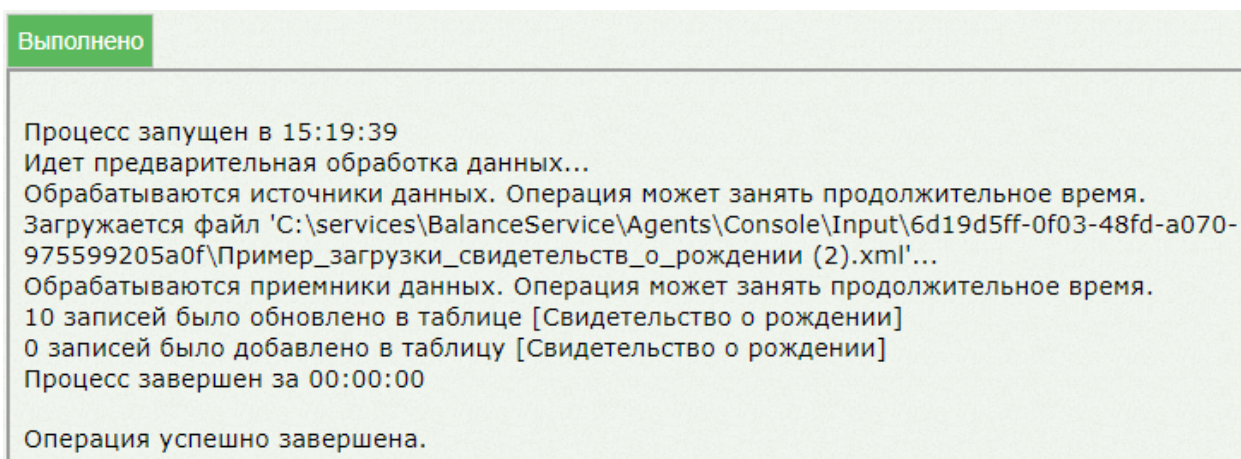 Выполнено
Процесс запущен в 15:19:39
Идет предварительная обработка данных...
Обрабатываются источники данных. Операция может занять продолжительное время.
Загружается файл 'C:\services\BalanceService\Agents\Console\Input\6d19d5ff-0f03-48fd-a070-
975599205a0f\Пример_загрузки_свидетельств_о_рождении (2).xml'...
Обрабатываются приемники данных. Операция может занять продолжительное время.
10 записей было обновлено в таблице [Свидетельство о рождении]
0 записей было добавлено в таблицу [Свидетельство о рождении]
Процесс завершен за 00:00:00
Операция успешно завершена.